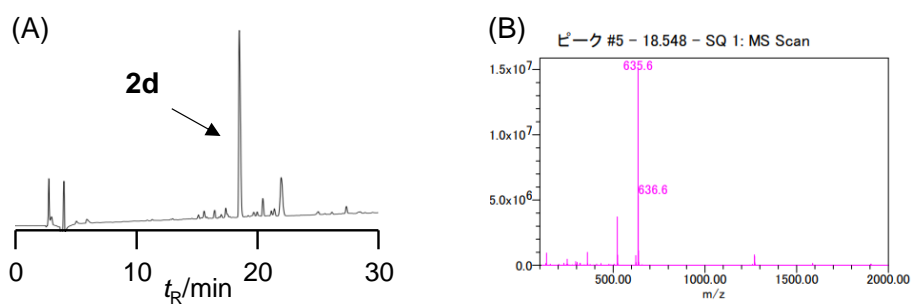 (A)
2d
0
10
20
30
tR/min
(B)
ピーク #5 - 18.548 - SQ 1: MS Scan
1.5x10⁷
1.0x10⁷
5.0x10⁶
0.0
635.6
636.6
500.00
1000.00
1500.00
2000.00
m/z